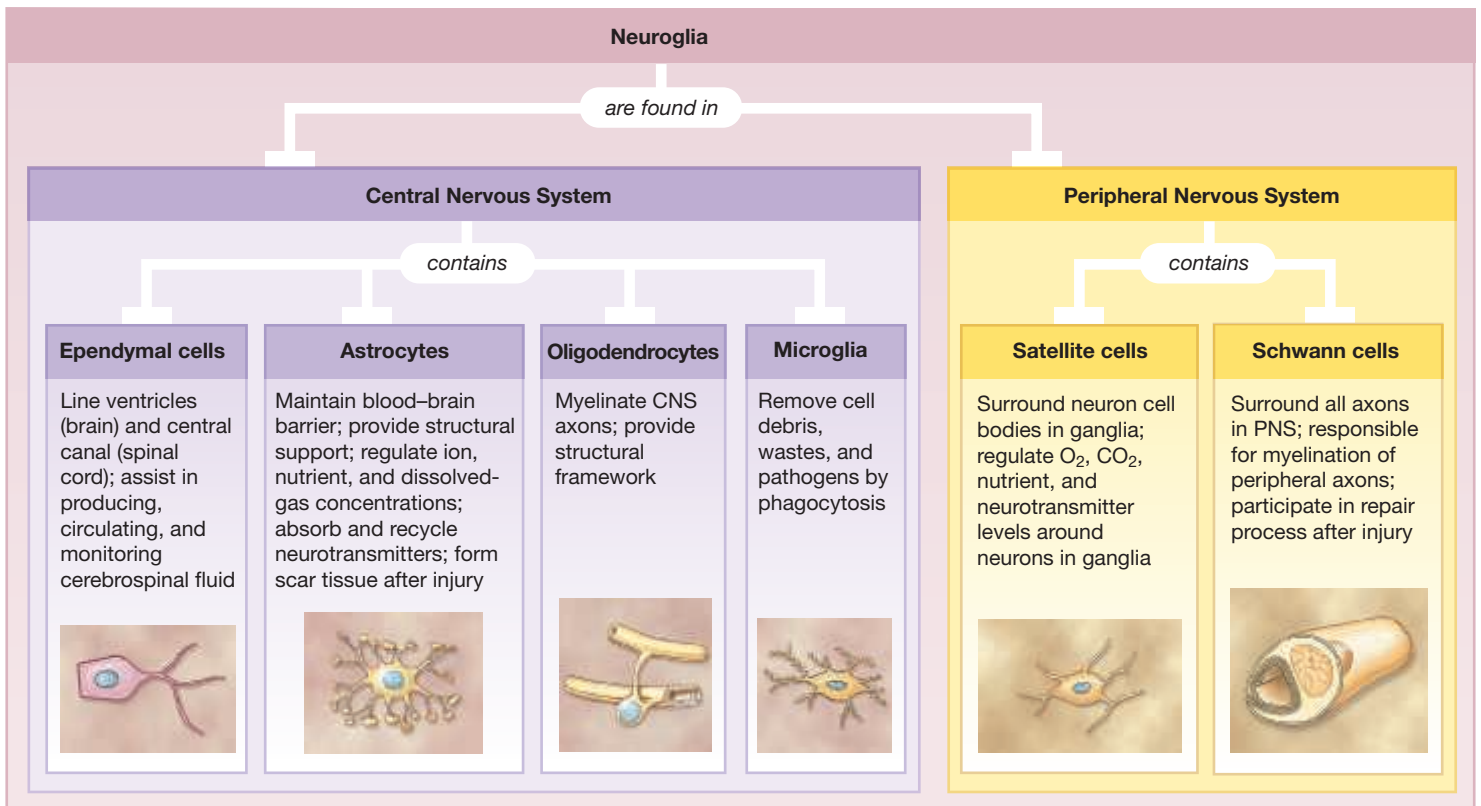 Neuroglia
are found in
Central Nervous System
contains
Ependymal cells
Line ventricles
(brain) and central
canal (spinal
cord); assist in
producing,
circulating, and
monitoring
cerebrospinal fluid
Astrocytes
Maintain blood–brain
barrier; provide structural
support; regulate ion,
nutrient, and dissolved-
gas concentrations;
absorb and recycle
neurotransmitters; form
scar tissue after injury
Oligodendrocytes
Myelinate CNS
axons; provide
structural
framework
Microglia
Remove cell
debris,
wastes, and
pathogens by
phagocytosis
Peripheral Nervous System
contains
Satellite cells
Surround neuron cell
bodies in ganglia;
regulate O₂, CO₂,
nutrient, and
neurotransmitter
levels around
neurons in ganglia
Schwann cells
Surround all axons
in PNS; responsible
for myelination of
peripheral axons;
participate in repair
process after injury